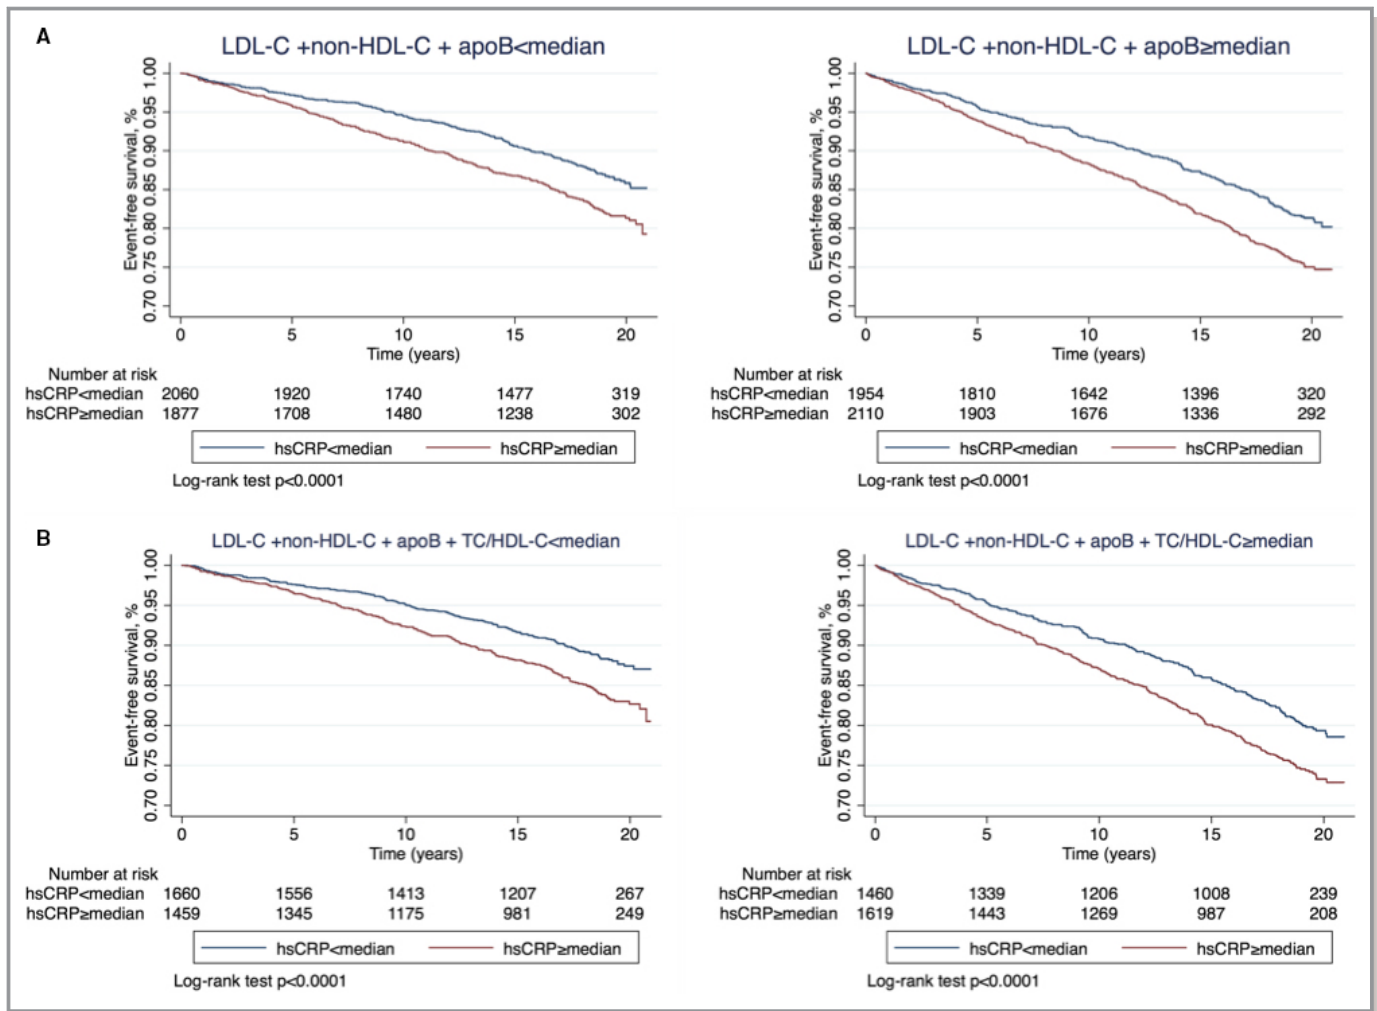 A
LDL-C +non-HDL-C + apoB<median
Event-free survival, %
0.70 0.75 0.80 0.85 0.90 0.95 1.00
0 5 10 15 20
Time (years)
Number at risk
hsCRP<median 2060 1920 1740 1477 319
hsCRP≥median 1877 1708 1480 1238 302
hsCRP<median hsCRP≥median
Log-rank test p<0.0001
LDL-C +non-HDL-C + apoB≥median
Event-free survival, %
0.70 0.75 0.80 0.85 0.90 0.95 1.00
0 5 10 15 20
Time (years)
Number at risk
hsCRP<median 1954 1810 1642 1396 320
hsCRP≥median 2110 1903 1676 1336 292
hsCRP<median hsCRP≥median
Log-rank test p<0.0001
B
LDL-C +non-HDL-C + apoB + TC/HDL-C<median
Event-free survival, %
0.70 0.75 0.80 0.85 0.90 0.95 1.00
0 5 10 15 20
Time (years)
Number at risk
hsCRP<median 1660 1556 1413 1207 267
hsCRP≥median 1459 1345 1175 981 249
hsCRP<median hsCRP≥median
Log-rank test p<0.0001
LDL-C +non-HDL-C + apoB + TC/HDL-C≥median
Event-free survival, %
0.70 0.75 0.80 0.85 0.90 0.95 1.00
0 5 10 15 20
Time (years)
Number at risk
hsCRP<median 1460 1339 1206 1008 239
hsCRP≥median 1619 1443 1269 987 208
hsCRP<median hsCRP≥median
Log-rank test p<0.0001